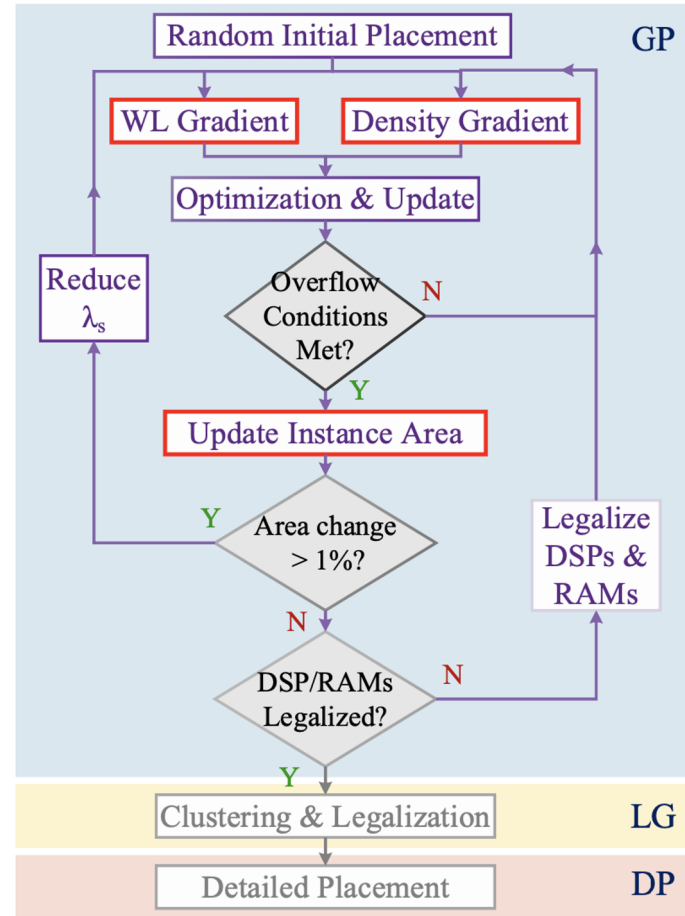 Random Initial Placement
GP
WL Gradient
Density Gradient
Optimization & Update
Reduce
λs
Overflow
Conditions
Met?
N
Y
Update Instance Area
Y
Area change
> 1%?
Legalize
DSPs &
RAMs
N
DSP/RAMs
Legalized?
N
Y
Clustering & Legalization
LG
Detailed Placement
DP